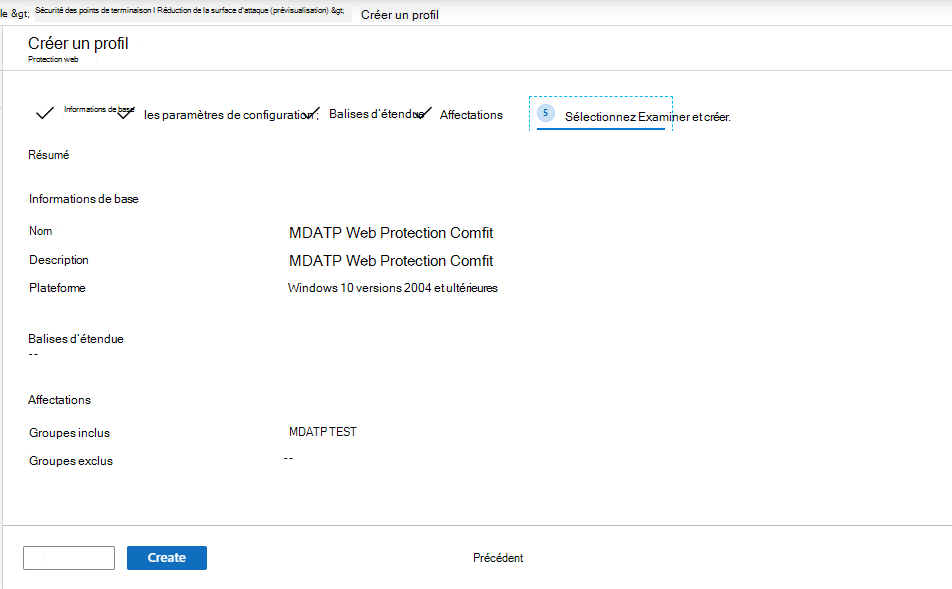 le &gt; Sécurité des points de terminaison I Réduction de la surface d'attaque (prévisualisation) &gt; Créer un profil
Créer un profil
Protection web
Informations de base les paramètres de configuration; Balises d'étendue Affectations 5 Sélectionnez Examiner et créer.
Résumé
Informations de base
Nom MDATP Web Protection Comfit
Description MDATP Web Protection Comfit
Plateforme Windows 10 versions 2004 et ultérieures
Balises d'étendue
--
Affectations
Groupes inclus MDATP TEST
Groupes exclus --
Create Précédent